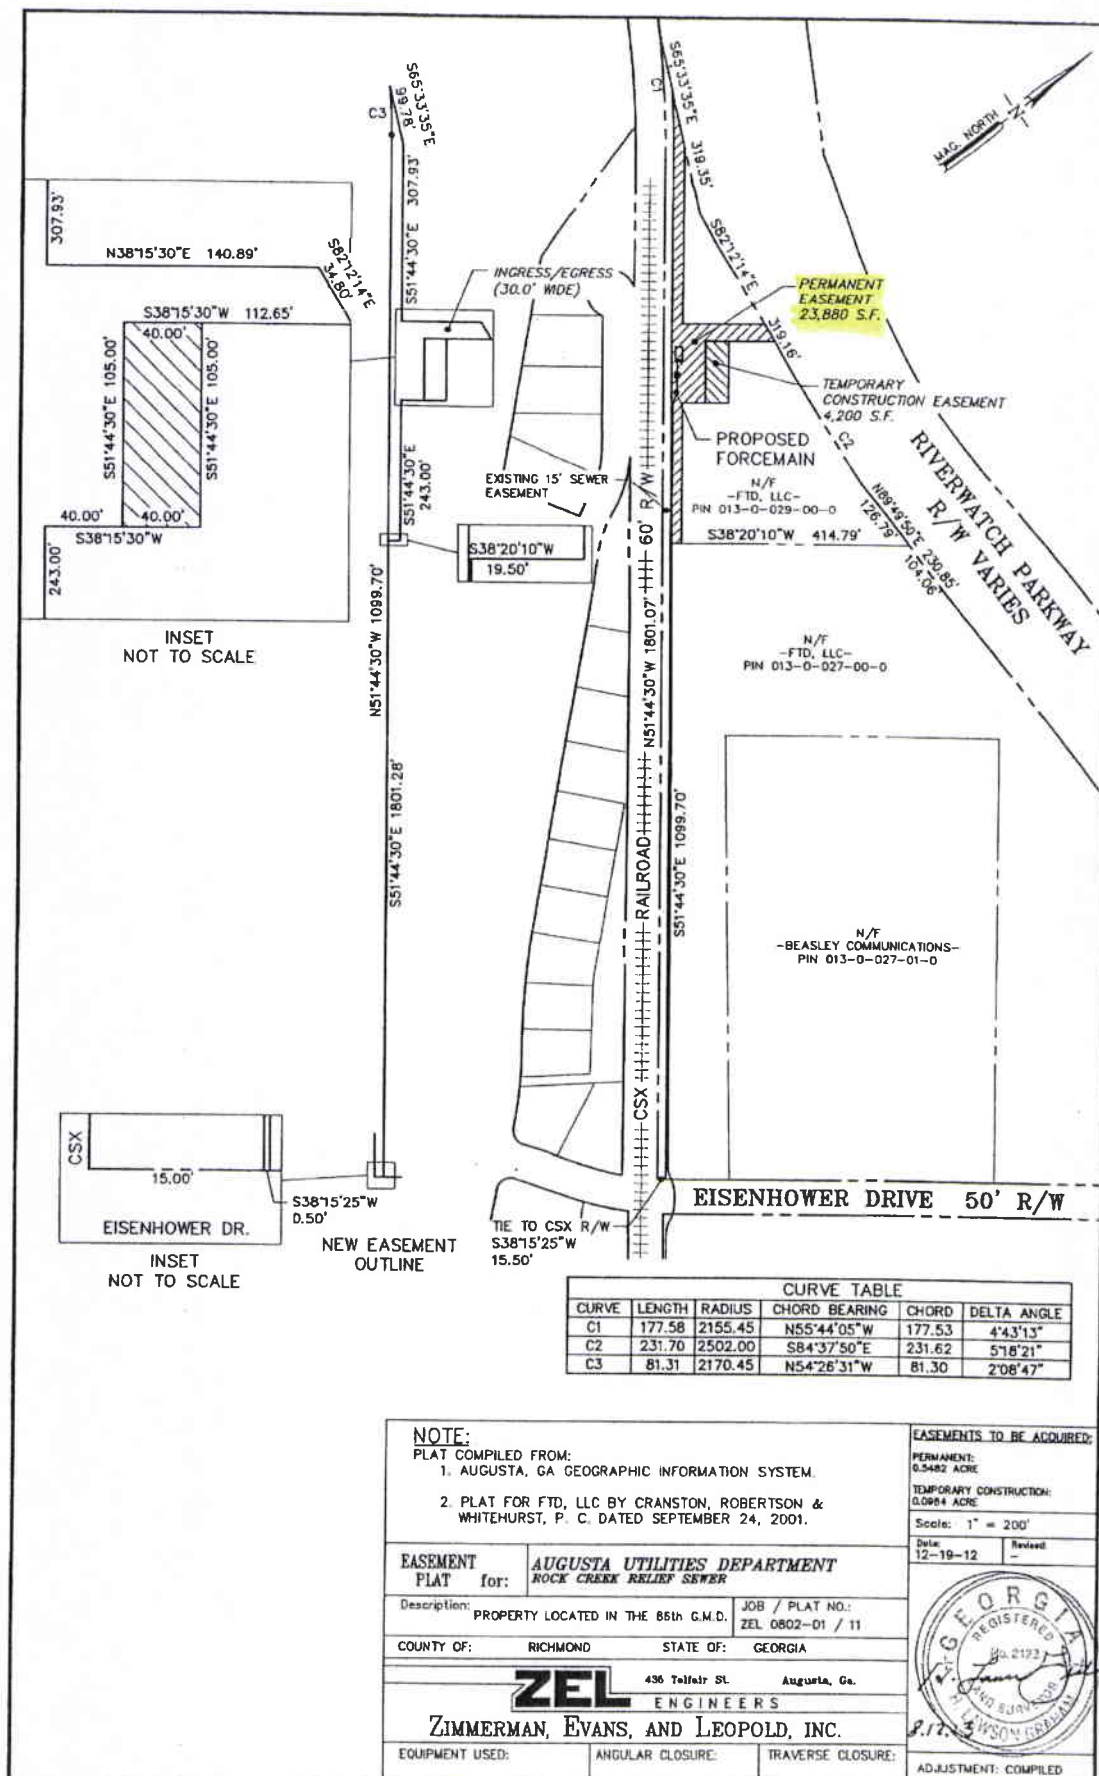 S65°33'35"E
99.78'
C3
S51°44'30"E 307.93'
307.93'
N38°15'30"E 140.89'
S82°12'14"E
34.80'
S38°15'30"W 112.65'
40.00'
S51°44'30"E 105.00'
S51°44'30"E 105.00'
40.00'
40.00'
S38°15'30"W
243.00'
INSET
NOT TO SCALE
INGRESS/EGRESS
(30.0' WIDE)
S51°44'30"E
243.00'
S38°20'10"W
19.50'
N51°44'30"W 1099.70'
S51°44'30"E 1801.28'
CSX
15.00'
S38°15'25"W
0.50'
EISENHOWER DR.
INSET
NOT TO SCALE
NEW EASEMENT
OUTLINE
C1
S65°33'35"E 319.35'
MAG. NORTH
-N-
S82°12'14"E 319.16'
PERMANENT
EASEMENT
23,880 S.F.
TEMPORARY
CONSTRUCTION EASEMENT
4,200 S.F.
C2
PROPOSED
FORCEMAIN
EXISTING 15' SEWER
EASEMENT
N/F
-FTD, LLC-
PIN 013-0-029-00-0
S38°20'10"W 414.79'
N89°49'50"E 230.85'
126.79'
104.06'
RIVERWATCH PARKWAY
R/W VARIES
N/F
-FTD, LLC-
PIN 013-0-027-00-0
CSX RAILROAD N51°44'30"W 1801.07' 60' R/W
S51°44'30"E 1099.70'
N/F
-BEASLEY COMMUNICATIONS-
PIN 013-0-027-01-0
EISENHOWER DRIVE 50' R/W
TIE TO CSX R/W
S38°15'25"W
15.50'
CURVE TABLE
CURVE LENGTH RADIUS CHORD BEARING CHORD DELTA ANGLE
C1 177.58 2155.45 N55°44'05"W 177.53 4°43'13"
C2 231.70 2502.00 S84°37'50"E 231.62 5°18'21"
C3 81.31 2170.45 N54°26'31"W 81.30 2°08'47"
NOTE:
PLAT COMPILED FROM:
1. AUGUSTA, GA GEOGRAPHIC INFORMATION SYSTEM.
2. PLAT FOR FTD, LLC BY CRANSTON, ROBERTSON &
WHITEHURST, P. C. DATED SEPTEMBER 24, 2001.
EASEMENTS TO BE ACQUIRED:
PERMANENT:
0.5482 ACRE
TEMPORARY CONSTRUCTION:
0.0964 ACRE
Scale: 1" = 200'
Date: 12-19-12
Revised: -
EASEMENT
PLAT for:
AUGUSTA UTILITIES DEPARTMENT
ROCK CREEK RELIEF SEWER
Description: PROPERTY LOCATED IN THE 86th G.M.D.
JOB / PLAT NO.:
ZEL 0802-01 / 11
COUNTY OF: RICHMOND STATE OF: GEORGIA
ZEL
436 Telfair St. Augusta, Ga.
ENGINEERS
ZIMMERMAN, EVANS, AND LEOPOLD, INC.
EQUIPMENT USED: ANGULAR CLOSURE: TRAVERSE CLOSURE:
GEORGIA
REGISTERED
No. 2123
LAND SURVEYOR
H. LAWSON GRAHAM
ADJUSTMENT: COMPILED